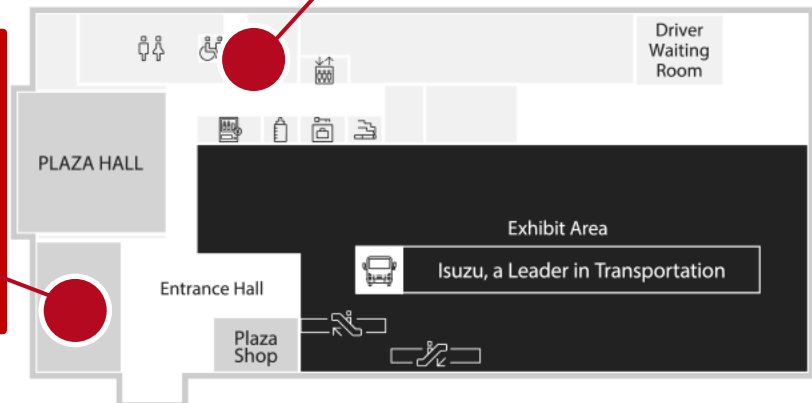 Driver
Waiting
Room
PLAZA HALL
Exhibit Area
Isuzu, a Leader in Transportation
Entrance Hall
Plaza
Shop